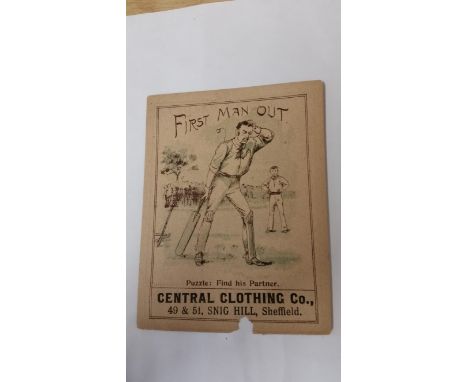 FIRST MAN OUT
Puzzle: Find his Partner.
CENTRAL CLOTHING Co.,
49 & 51, SNIG HILL, Sheffield.